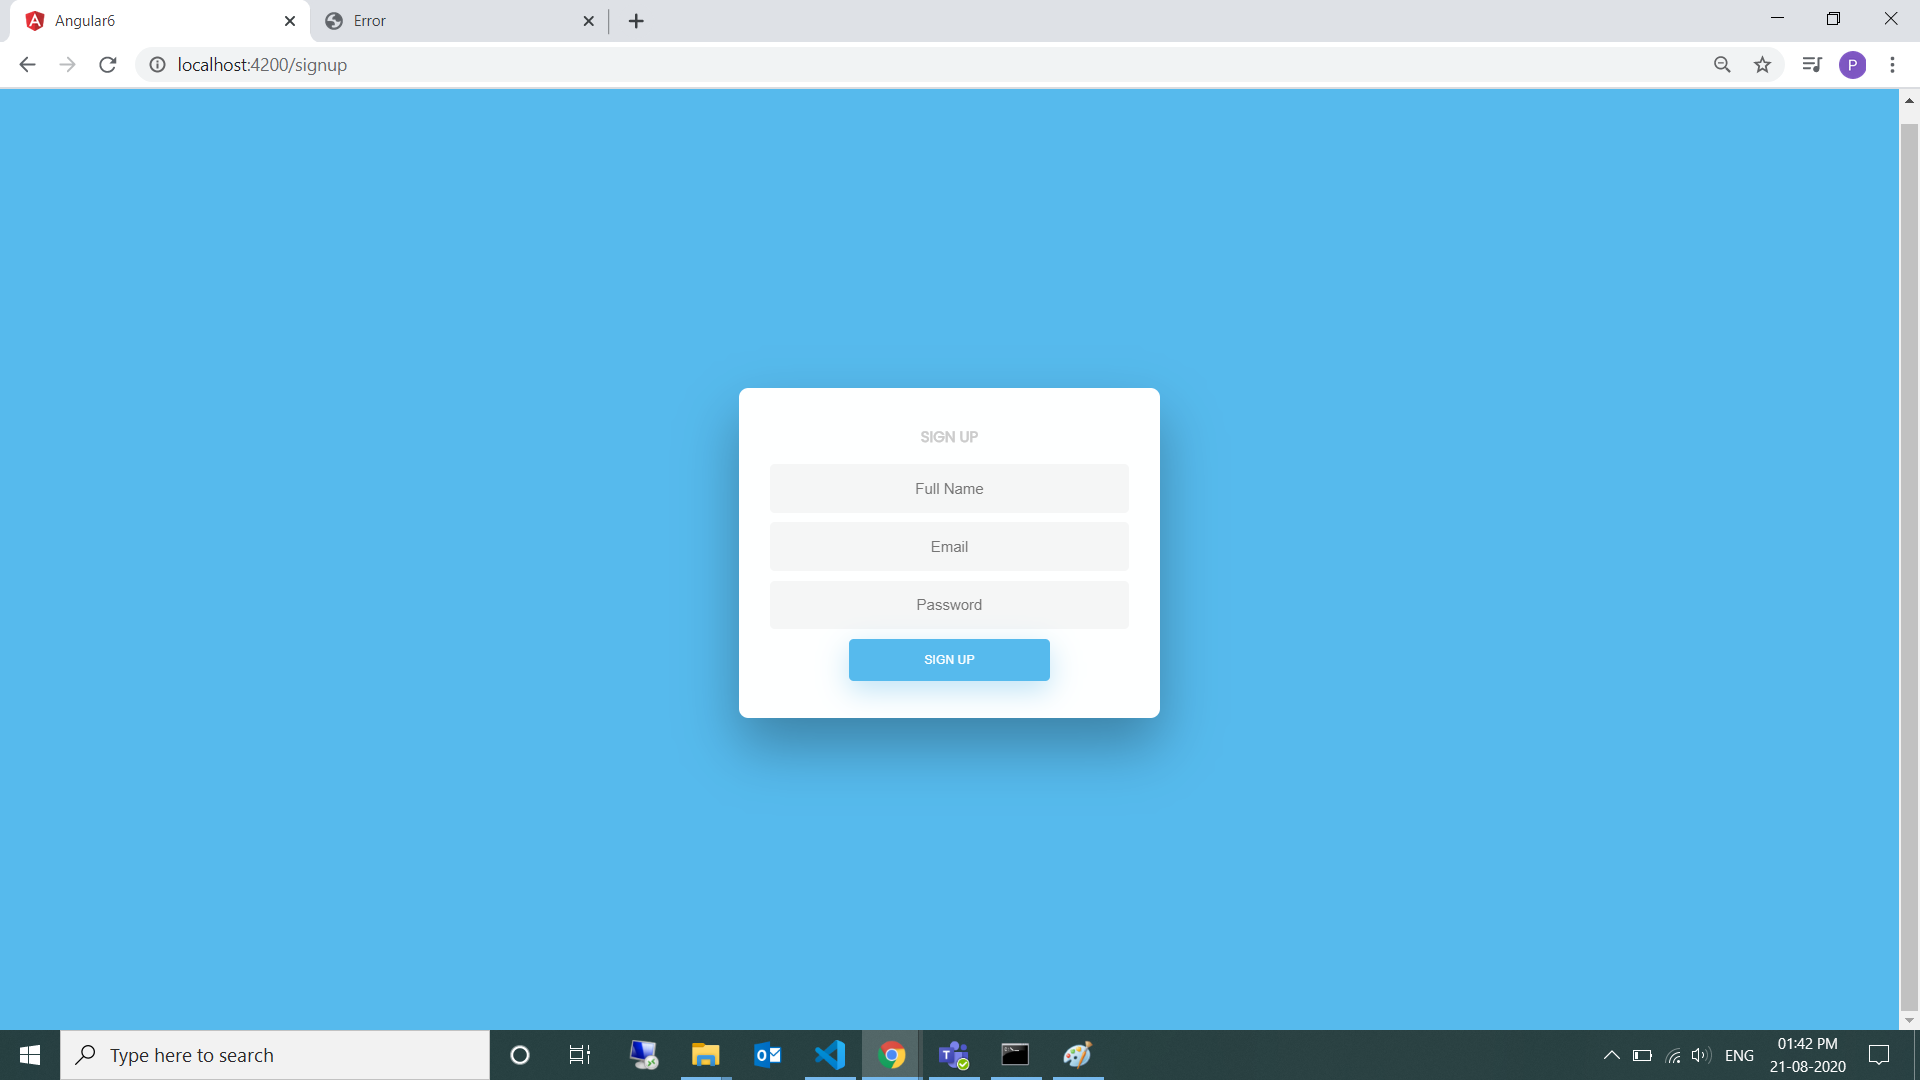 Angular6
Error
localhost:4200/signup
P
SIGN UP
Full Name
Email
Password
SIGN UP
Type here to search
ENG
01:42 PM
21-08-2020